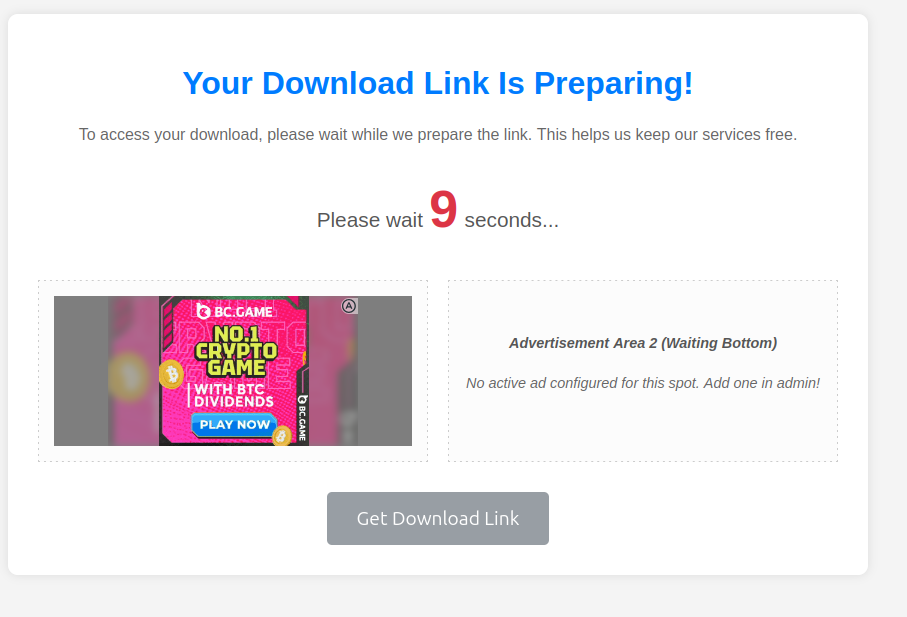 Your Download Link Is Preparing!
To access your download, please wait while we prepare the link. This helps us keep our services free.
Please wait 9 seconds...
BC.GAME
NO.1
CRYPTO
GAME
WITH BTC
DIVIDENDS
PLAY NOW
BC.GAME
Advertisement Area 2 (Waiting Bottom)
No active ad configured for this spot. Add one in admin!
Get Download Link